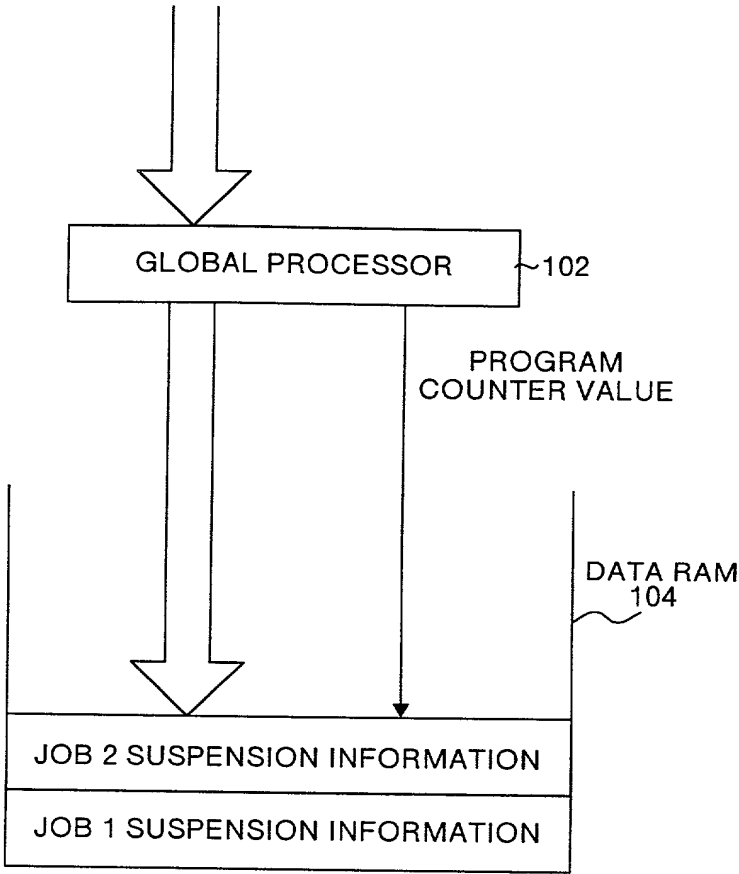 GLOBAL PROCESSOR
102
PROGRAM
COUNTER VALUE
DATA RAM
104
JOB 2 SUSPENSION INFORMATION
JOB 1 SUSPENSION INFORMATION